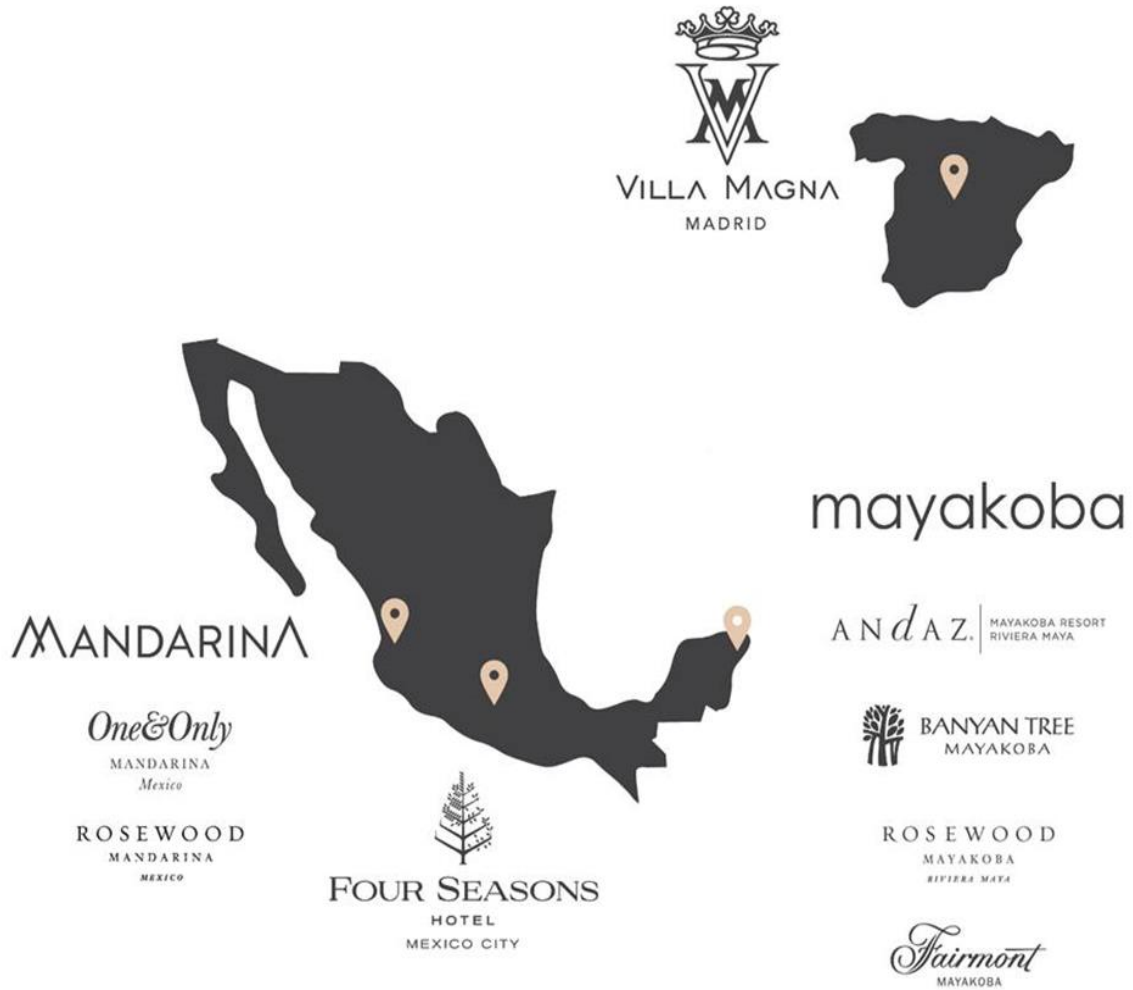 VILLA MAGNA
MADRID
mayakoba
ANdAZ. MAYAKOBA RESORT
RIVIERA MAYA
MANDARINA
One&Only
MANDARINA
Mexico
BANYAN TREE
MAYAKOBA
ROSEWOOD
MANDARINA
MEXICO
ROSEWOOD
MAYAKOBA
RIVIERA MAYA
FOUR SEASONS
HOTEL
MEXICO CITY
Fairmont
MAYAKOBA